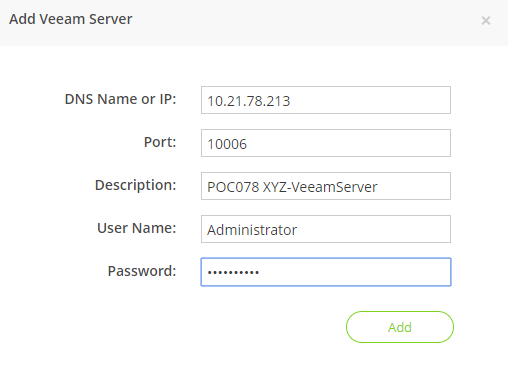 Add Veeam Server ×
DNS Name or IP: 10.21.78.213
Port: 10006
Description: POC078 XYZ-VeeamServer
User Name: Administrator
Password: ••••••••••
Add